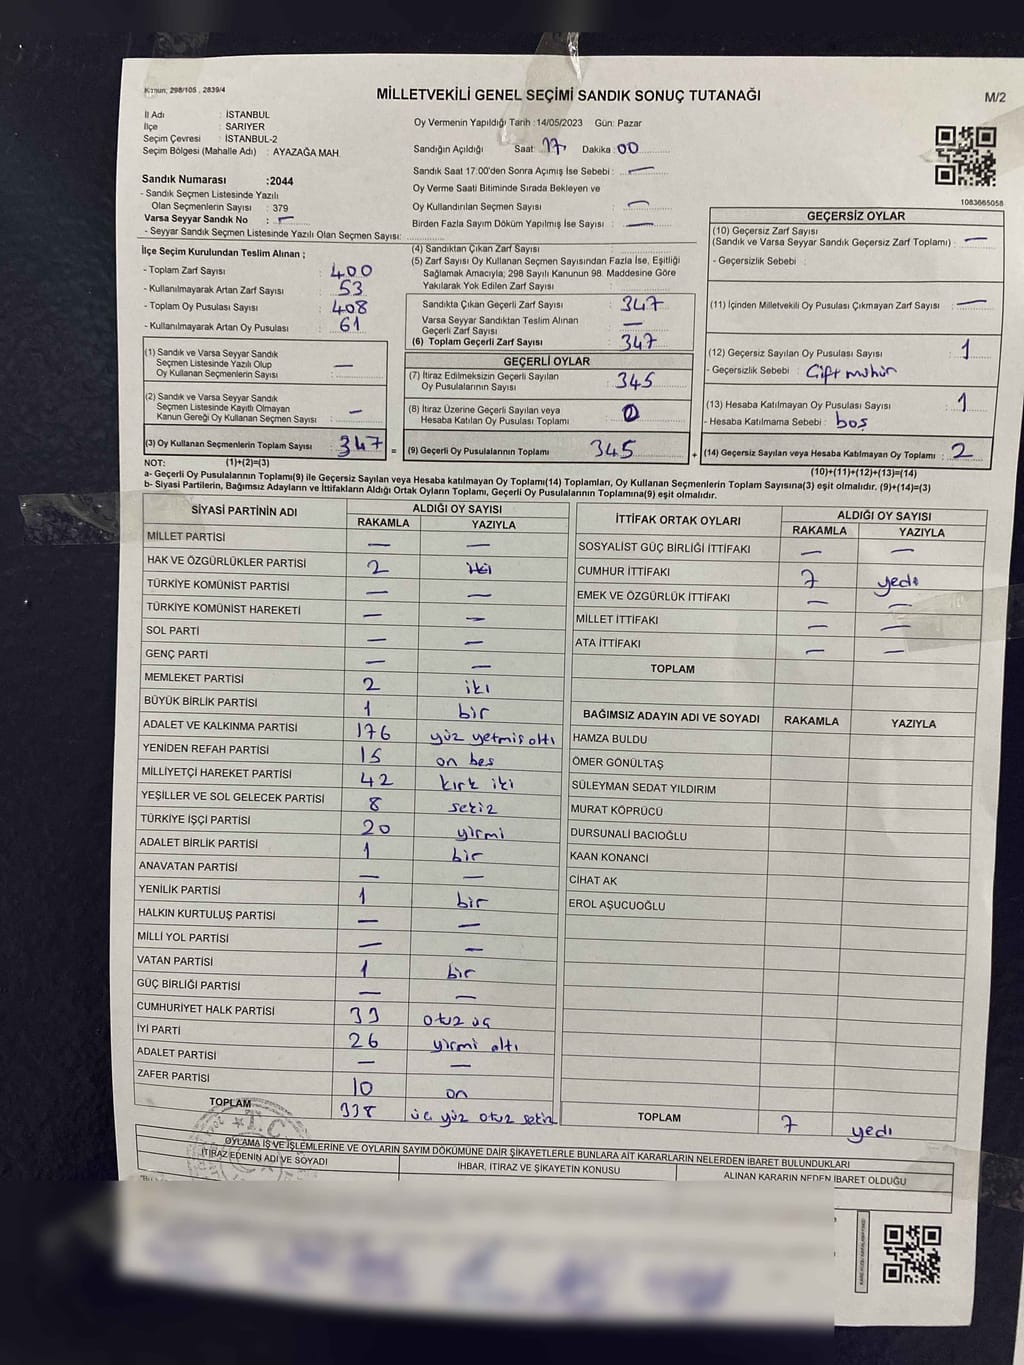 Kanun, 298/105 , 2839/4
MİLLETVEKİLİ GENEL SEÇİMİ SANDIK SONUÇ TUTANAĞI
M/2
İl Adı : İSTANBUL
İlçe : SARIYER
Seçim Çevresi : İSTANBUL-2
Seçim Bölgesi (Mahalle Adı) : AYAZAĞA MAH.
Sandık Numarası :2044
- Sandık Seçmen Listesinde Yazılı
Olan Seçmenlerin Sayısı : 379
Varsa Seyyar Sandık No : —
- Seyyar Sandık Seçmen Listesinde Yazılı Olan Seçmen Sayısı:
Oy Vermenin Yapıldığı Tarih :14/05/2023 Gün: Pazar
Sandığın Açıldığı Saat: 17 Dakika: 00
Sandık Saat 17:00'den Sonra Açımış İse Sebebi : —
Oy Verme Saati Bitiminde Sırada Bekleyen ve
Oy Kullandırılan Seçmen Sayısı : —
Birden Fazla Sayım Döküm Yapılmış İse Sayısı : —
1083665058
İlçe Seçim Kurulundan Teslim Alınan ;
- Toplam Zarf Sayısı : 400
- Kullanılmayarak Artan Zarf Sayısı : 53
- Toplam Oy Pusulası Sayısı : 408
- Kullanılmayarak Artan Oy Pusulası : 61
(1) Sandık ve Varsa Seyyar Sandık
Seçmen Listesinde Yazılı Olup
Oy Kullanan Seçmenlerin Sayısı : —
(2) Sandık ve Varsa Seyyar Sandık
Seçmen Listesinde Kayıtlı Olmayan
Kanun Gereği Oy Kullanan Seçmen Sayısı : —
(3) Oy Kullanan Seçmenlerin Toplam Sayısı : 347 =
(4) Sandıktan Çıkan Zarf Sayısı :
(5) Zarf Sayısı Oy Kullanan Seçmen Sayısından Fazla İse, Eşitliği
Sağlamak Amacıyla; 298 Sayılı Kanunun 98. Maddesine Göre
Yakılarak Yok Edilen Zarf Sayısı :
Sandıkta Çıkan Geçerli Zarf Sayısı : 347
Varsa Seyyar Sandıktan Teslim Alınan
Geçerli Zarf Sayısı : —
(6) Toplam Geçerli Zarf Sayısı : 347
GEÇERLİ OYLAR
(7) İtiraz Edilmeksizin Geçerli Sayılan
Oy Pusulalarının Sayısı : 345
(8) İtiraz Üzerine Geçerli Sayılan veya
Hesaba Katılan Oy Pusulası Toplamı : 0
(9) Geçerli Oy Pusulalarının Toplamı : 345 +
GEÇERSİZ OYLAR
(10) Geçersiz Zarf Sayısı
(Sandık ve Varsa Seyyar Sandık Geçersiz Zarf Toplamı) : —
- Geçersizlik Sebebi :
(11) İçinden Milletvekili Oy Pusulası Çıkmayan Zarf Sayısı : —
(12) Geçersiz Sayılan Oy Pusulası Sayısı : 1
- Geçersizlik Sebebi : Çift mühür
(13) Hesaba Katılmayan Oy Pusulası Sayısı : 1
- Hesaba Katılmama Sebebi : boş
(14) Geçersiz Sayılan veya Hesaba Katılmayan Oy Toplamı : 2
NOT: (1)+(2)=(3)
(10)+(11)+(12)+(13)=(14)
a- Geçerli Oy Pusulalarının Toplamı(9) ile Geçersiz Sayılan veya Hesaba katılmayan Oy Toplamı(14) Toplamları, Oy Kullanan Seçmenlerin Toplam Sayısına(3) eşit olmalıdır. (9)+(14)=(3)
b- Siyasi Partilerin, Bağımsız Adayların ve İttifakların Aldığı Ortak Oyların Toplamı, Geçerli Oy Pusulalarının Toplamına(9) eşit olmalıdır.
SİYASİ PARTİNİN ADI ALDIĞI OY SAYISI
RAKAMLA YAZIYLA
MİLLET PARTİSİ — —
HAK VE ÖZGÜRLÜKLER PARTİSİ 2 iki
TÜRKİYE KOMÜNİST PARTİSİ — —
TÜRKİYE KOMÜNİST HAREKETİ — —
SOL PARTİ — —
GENÇ PARTİ — —
MEMLEKET PARTİSİ 2 iki
BÜYÜK BİRLİK PARTİSİ 1 bir
ADALET VE KALKINMA PARTİSİ 176 yüz yetmiş altı
YENİDEN REFAH PARTİSİ 15 on beş
MİLLİYETÇİ HAREKET PARTİSİ 42 kırk iki
YEŞİLLER VE SOL GELECEK PARTİSİ 8 sekiz
TÜRKİYE İŞÇİ PARTİSİ 20 yirmi
ADALET BİRLİK PARTİSİ 1 bir
ANAVATAN PARTİSİ — —
YENİLİK PARTİSİ 1 bir
HALKIN KURTULUŞ PARTİSİ — —
MİLLİ YOL PARTİSİ — —
VATAN PARTİSİ 1 bir
GÜÇ BİRLİĞİ PARTİSİ — —
CUMHURİYET HALK PARTİSİ 33 otuz üç
İYİ PARTİ 26 yirmi altı
ADALET PARTİSİ — —
ZAFER PARTİSİ 10 on
TOPLAM 338 üç yüz otuz sekiz
İTTİFAK ORTAK OYLARI ALDIĞI OY SAYISI
RAKAMLA YAZIYLA
SOSYALİST GÜÇ BİRLİĞİ İTTİFAKI — —
CUMHUR İTTİFAKI 7 yedi
EMEK VE ÖZGÜRLÜK İTTİFAKI — —
MİLLET İTTİFAKI — —
ATA İTTİFAKI — —
TOPLAM
BAĞIMSIZ ADAYIN ADI VE SOYADI RAKAMLA YAZIYLA
HAMZA BULDU
ÖMER GÖNÜLTAŞ
SÜLEYMAN SEDAT YILDIRIM
MURAT KÖPRÜCÜ
DURSUNALİ BACIOĞLU
KAAN KONANCİ
CİHAT AK
EROL AŞUCUOĞLU
TOPLAM 7 yedi
T.C
OYLAMA İŞ VE İŞLEMLERİNE VE OYLARIN SAYIM DÖKÜMÜNE DAİR ŞİKAYETLERLE BUNLARA AİT KARARLARIN NELERDEN İBARET BULUNDUKLARI
İTİRAZ EDENİN ADI VE SOYADI İHBAR, İTİRAZ VE ŞİKAYETİN KONUSU ALINAN KARARIN NEDEN İBARET OLDUĞU